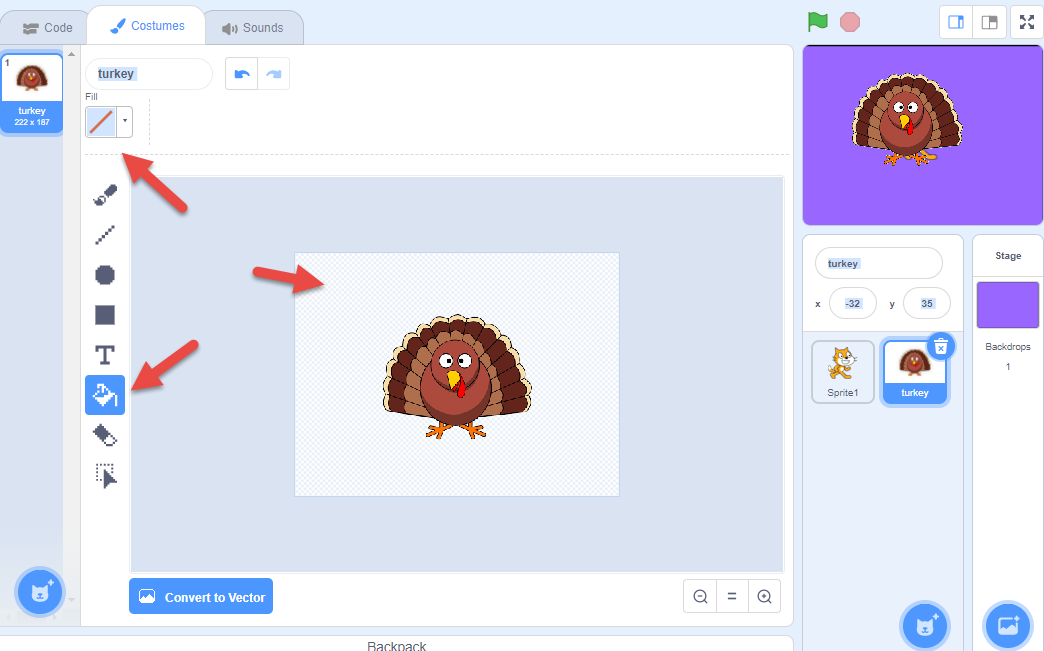 Code
Costumes
Sounds
1
turkey
222 x 187
turkey
Fill
T
Convert to Vector
Backpack
turkey
x -32 y 35
Sprite1
turkey
Stage
Backdrops
1